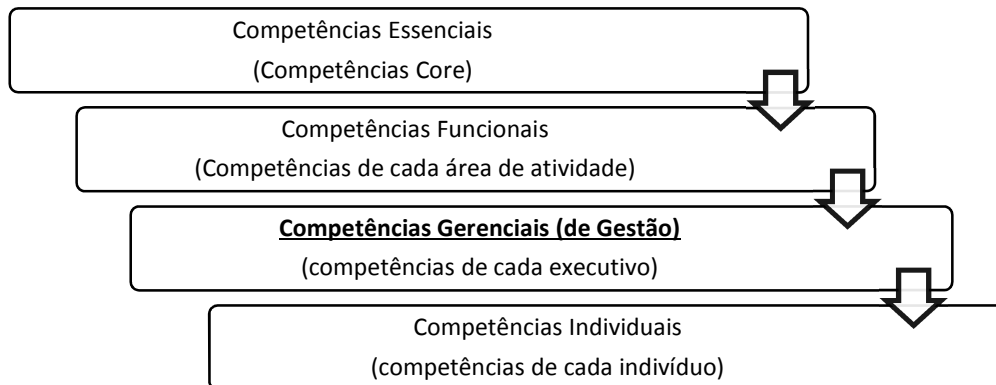 Competências Essenciais
(Competências Core)
Competências Funcionais
(Competências de cada área de atividade)
Competências Gerenciais (de Gestão)
(competências de cada executivo)
Competências Individuais
(competências de cada indivíduo)